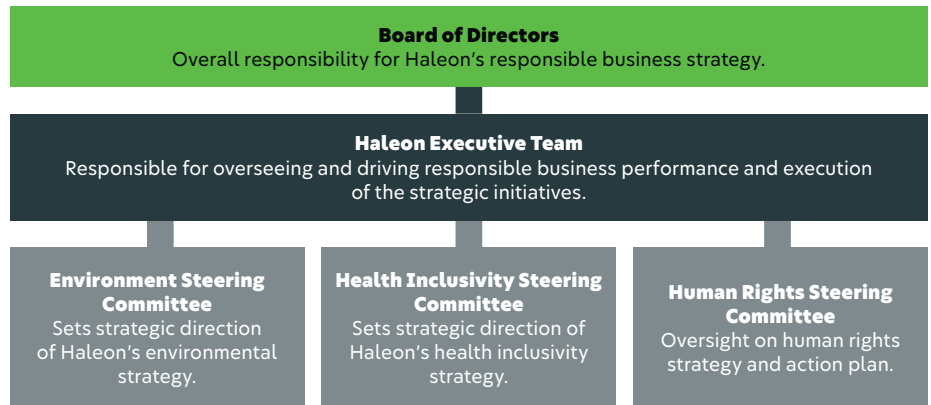 Board of Directors
Overall responsibility for Haleon’s responsible business strategy.
Haleon Executive Team
Responsible for overseeing and driving responsible business performance and execution
of the strategic initiatives.
Environment Steering
Committee
Sets strategic direction
of Haleon’s environmental
strategy.
Health Inclusivity Steering
Committee
Sets strategic direction of
Haleon’s health inclusivity
strategy.
Human Rights Steering
Committee
Oversight on human rights
strategy and action plan.